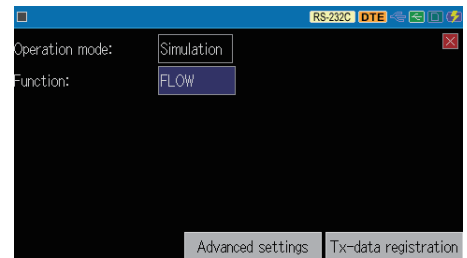 RS-232C DTE
Operation mode: Simulation
Function: FLOW
Advanced settings Tx-data registration